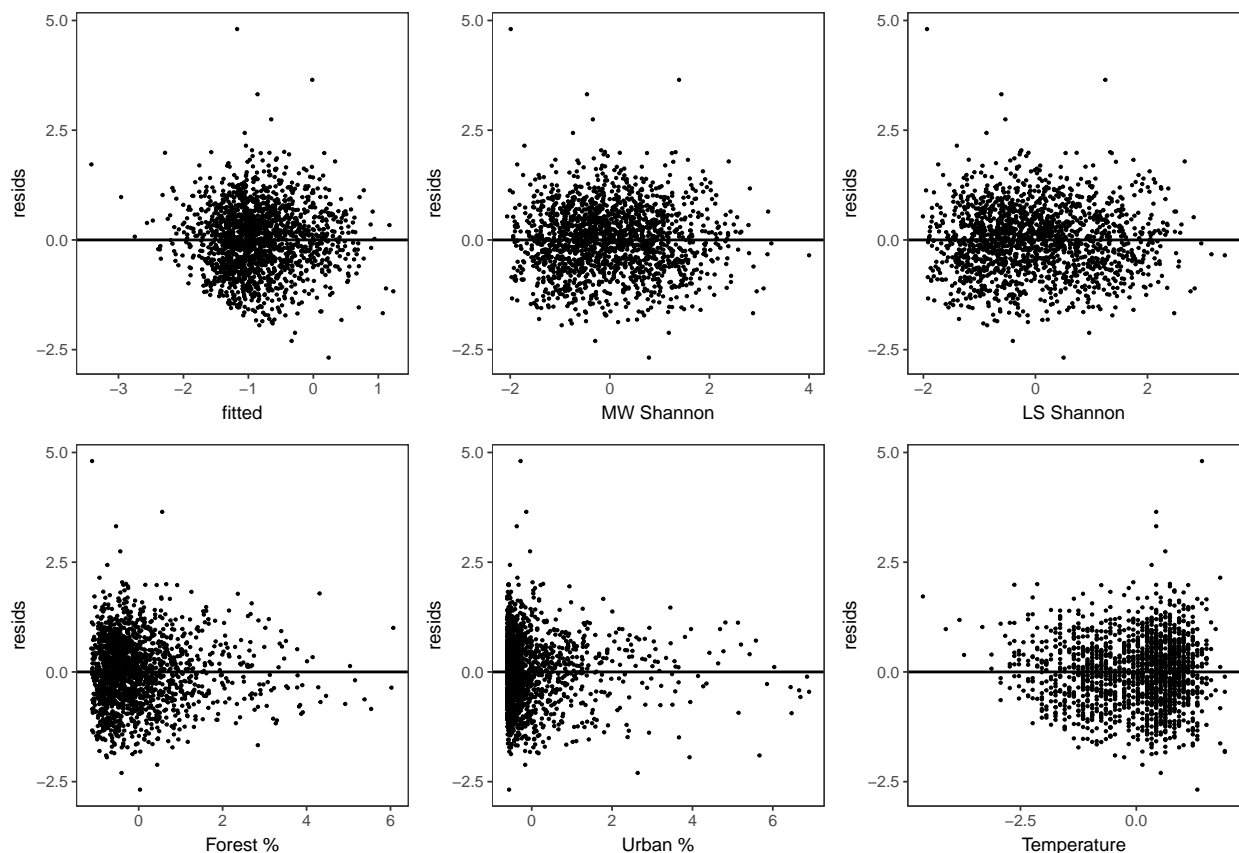 5.0 5.0 5.0
2.5 2.5 2.5
resids resids resids
0.0 0.0 0.0
−2.5 −2.5 −2.5
−3 −2 −1 0 1 −2 0 2 4 −2 0 2
fitted MW Shannon LS Shannon
5.0 5.0 5.0
2.5 2.5 2.5
resids resids resids
0.0 0.0 0.0
−2.5 −2.5 −2.5
0 2 4 6 0 2 4 6 −2.5 0.0
Forest % Urban % Temperature